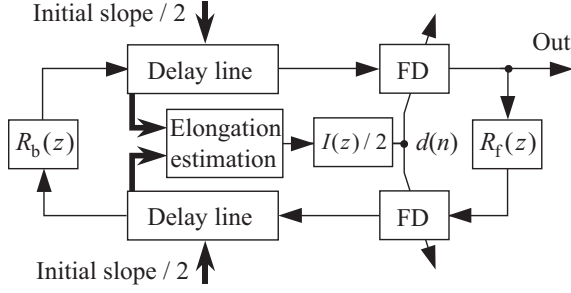 Initial slope / 2
Out
Delay line
FD
R_b(z)
Elongation
estimation
I(z) / 2
d(n)
R_f(z)
Delay line
FD
Initial slope / 2